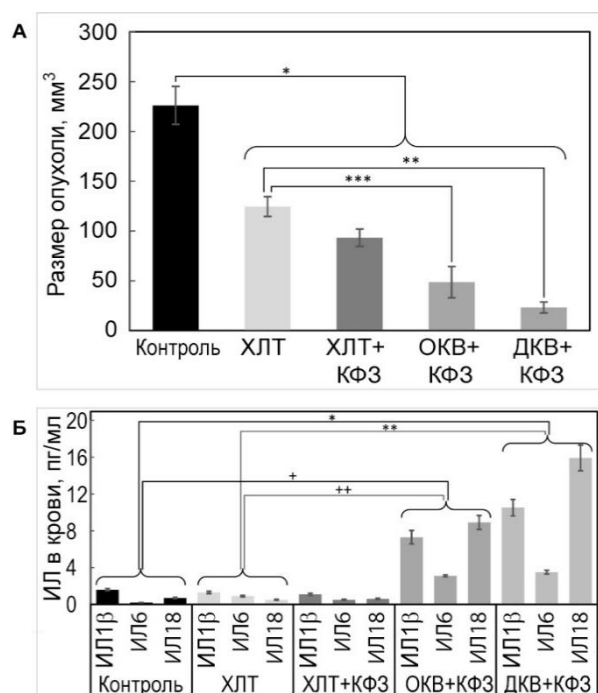 А
Размер опухоли, мм³
300
250
200
150
100
50
0
*
**
***
Контроль
ХЛТ
ХЛТ+
КФЗ
ОКВ+
КФЗ
ДКВ+
КФЗ
Б
ИЛ в крови, пг/мл
20
16
12
8
4
0
*
**
+
++
ИЛ1β ИЛ6 ИЛ18 ИЛ1β ИЛ6 ИЛ18 ИЛ1β ИЛ6 ИЛ18 ИЛ1β ИЛ6 ИЛ18 ИЛ1β ИЛ6 ИЛ18
Контроль ХЛТ ХЛТ+КФЗ ОКВ+КФЗ ДКВ+КФЗ